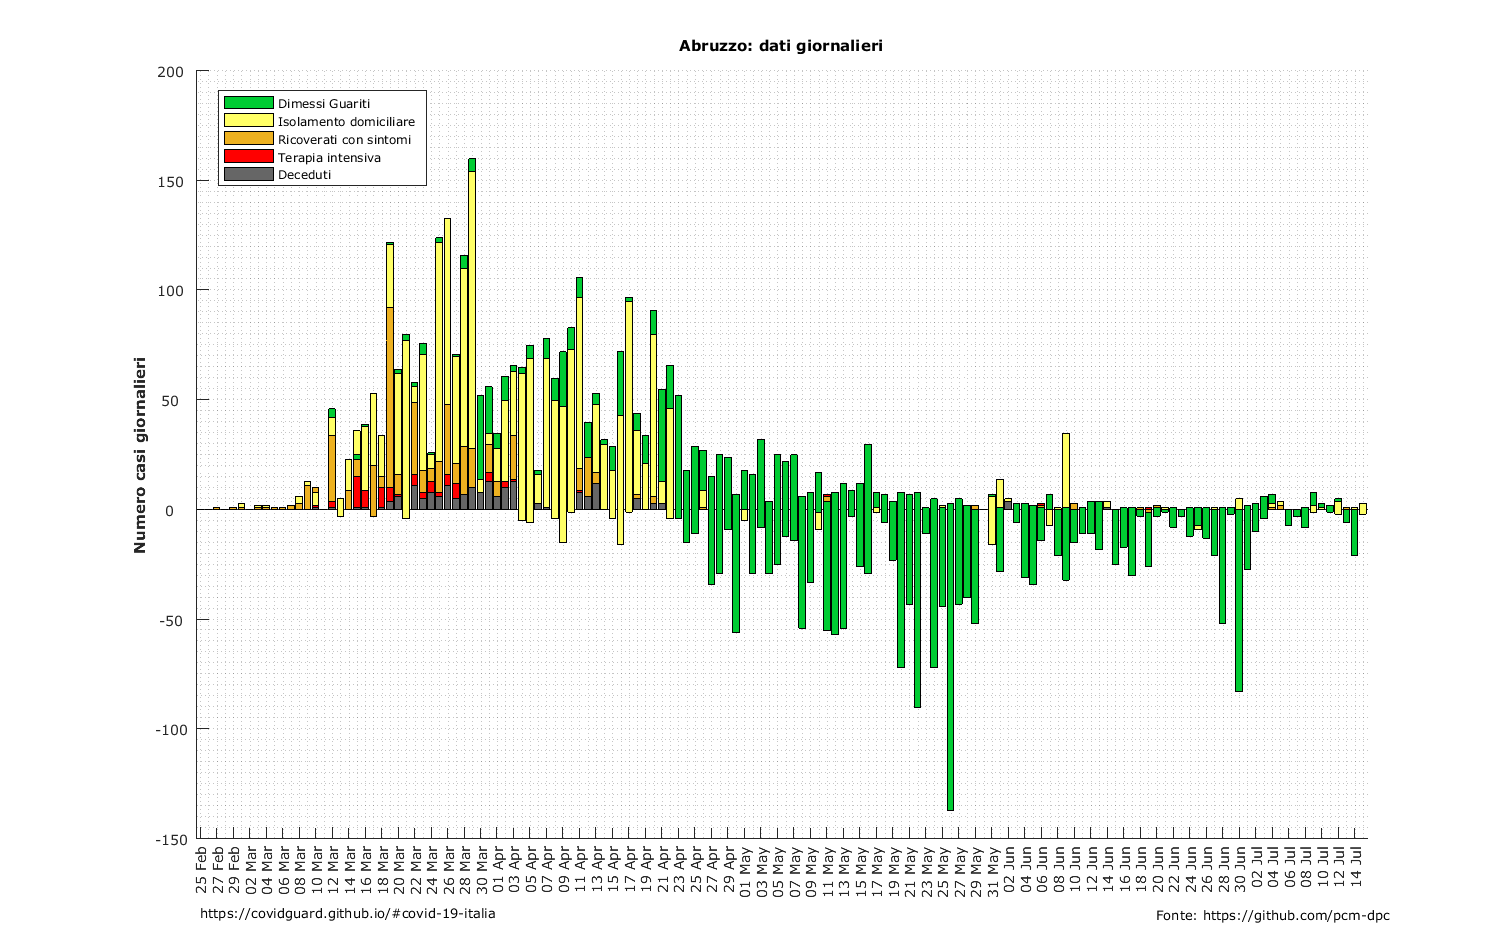 Abruzzo: dati giornalieri
200
150
100
50
0
-50
-100
-150
Numero casi giornalieri
Dimessi Guariti
Isolamento domiciliare
Ricoverati con sintomi
Terapia intensiva
Deceduti
25 Feb
27 Feb
29 Feb
02 Mar
04 Mar
06 Mar
08 Mar
10 Mar
12 Mar
14 Mar
16 Mar
18 Mar
20 Mar
22 Mar
24 Mar
26 Mar
28 Mar
30 Mar
01 Apr
03 Apr
05 Apr
07 Apr
09 Apr
11 Apr
13 Apr
15 Apr
17 Apr
19 Apr
21 Apr
23 Apr
25 Apr
27 Apr
29 Apr
01 May
03 May
05 May
07 May
09 May
11 May
13 May
15 May
17 May
19 May
21 May
23 May
25 May
27 May
29 May
31 May
02 Jun
04 Jun
06 Jun
08 Jun
10 Jun
12 Jun
14 Jun
16 Jun
18 Jun
20 Jun
22 Jun
24 Jun
26 Jun
28 Jun
30 Jun
02 Jul
04 Jul
06 Jul
08 Jul
10 Jul
12 Jul
14 Jul
https://covidguard.github.io/#covid-19-italia
Fonte: https://github.com/pcm-dpc